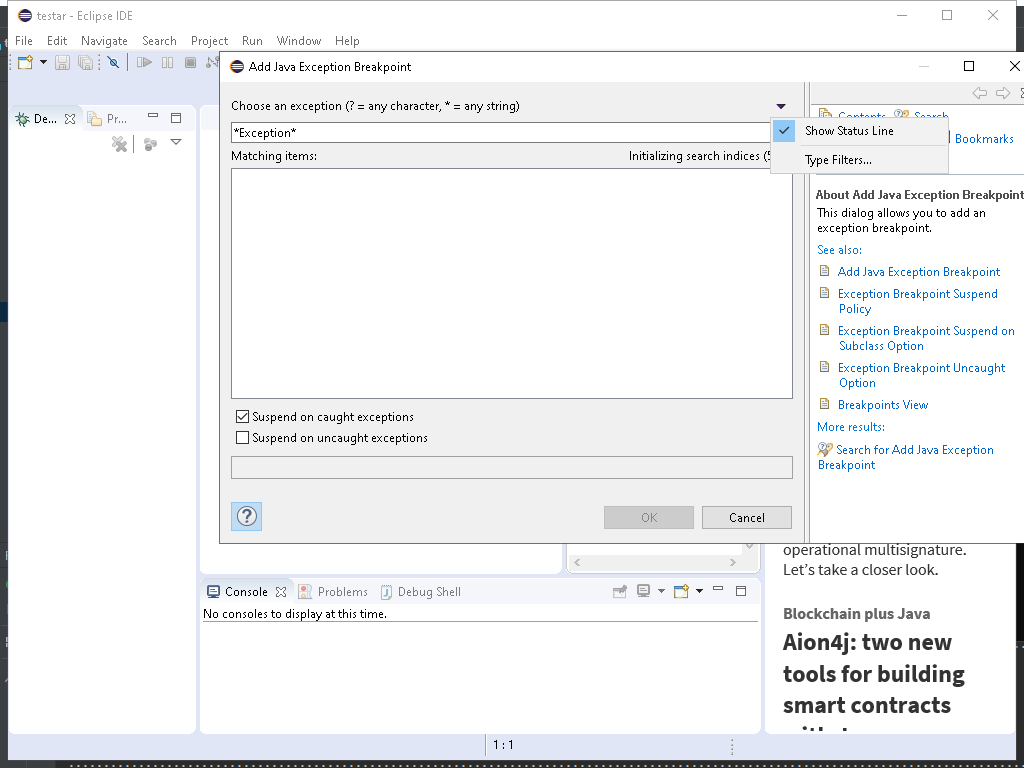 testar - Eclipse IDE
File Edit Navigate Search Project Run Window Help
Add Java Exception Breakpoint
Choose an exception (? = any character, * = any string)
*Exception*
Matching items:
Initializing search indices (5
Show Status Line
Type Filters...
De...
Pr...
Contents
Search
Bookmarks
About Add Java Exception Breakpoint
This dialog allows you to add an
exception breakpoint.
See also:
Add Java Exception Breakpoint
Exception Breakpoint Suspend
Policy
Exception Breakpoint Suspend on
Subclass Option
Exception Breakpoint Uncaught
Option
Breakpoints View
More results:
Search for Add Java Exception
Breakpoint
Suspend on caught exceptions
Suspend on uncaught exceptions
OK
Cancel
operational multisignature.
Let's take a closer look.
Blockchain plus Java
Aion4j: two new
tools for building
smart contracts
Console
Problems
Debug Shell
No consoles to display at this time.
1 : 1